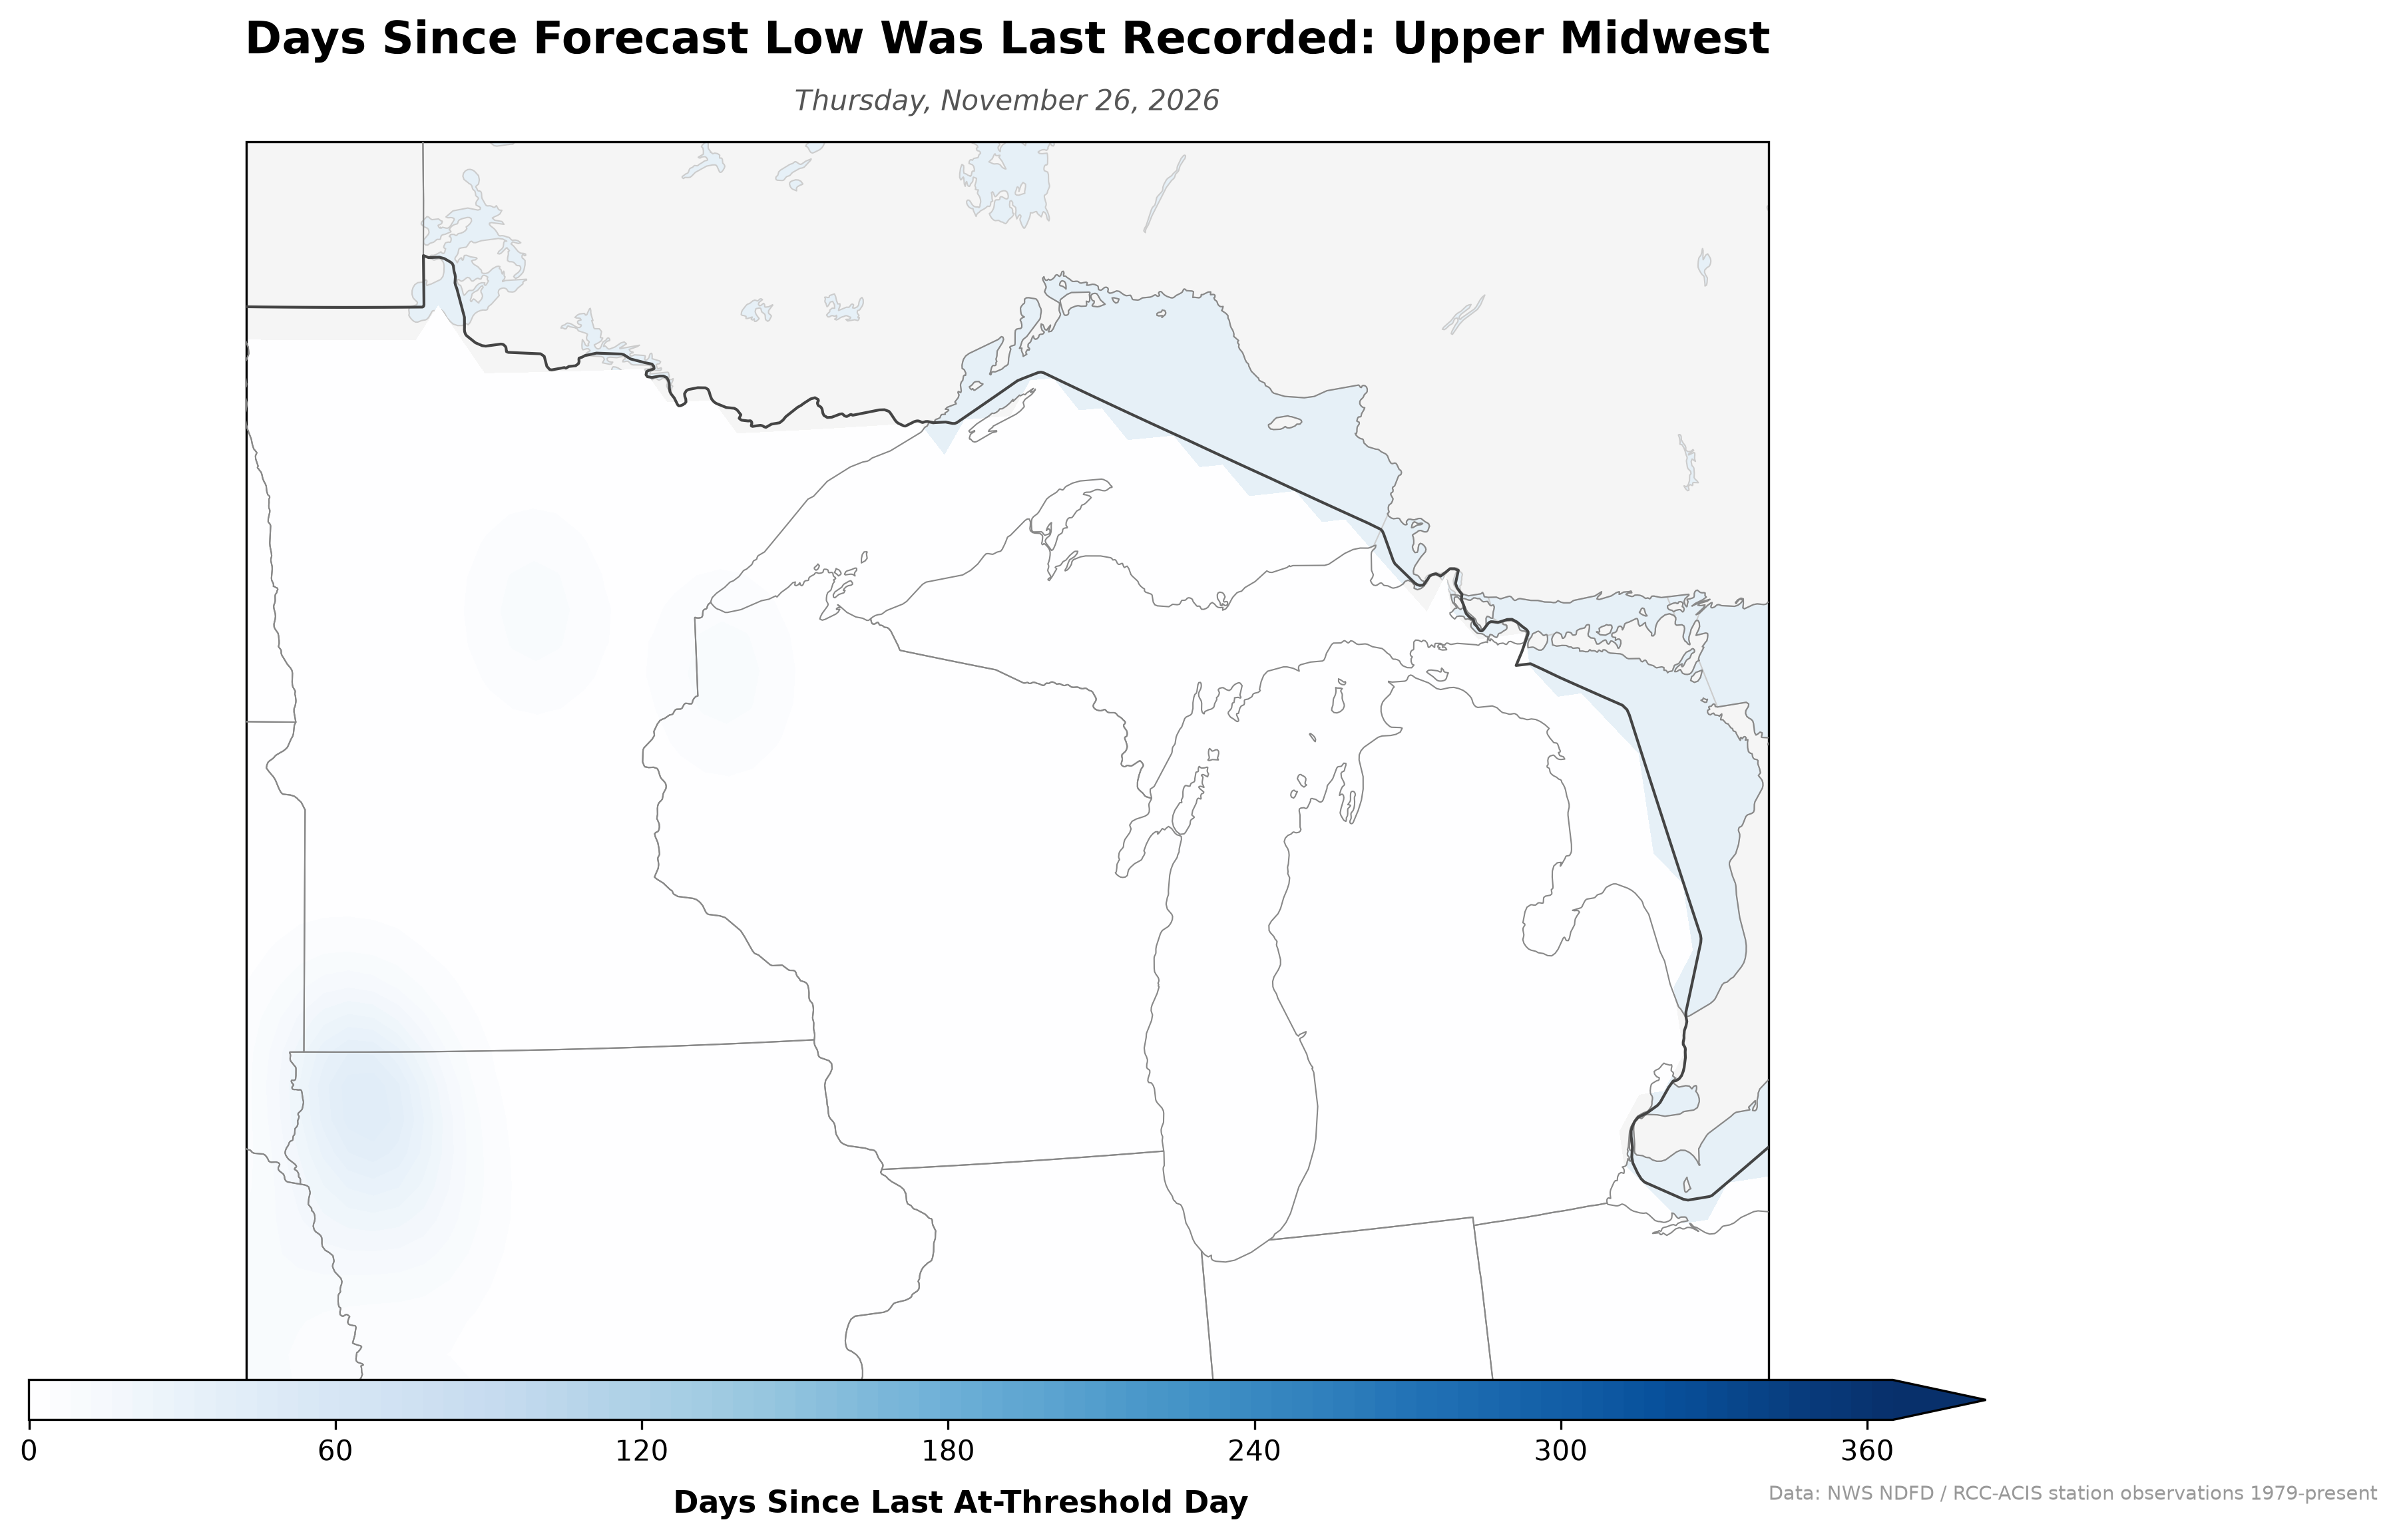 Days Since Forecast Low Was Last Recorded: Upper Midwest
Thursday, November 26, 2026
0 60 120 180 240 300 360
Days Since Last At-Threshold Day
Data: NWS NDFD / RCC-ACIS station observations 1979-present